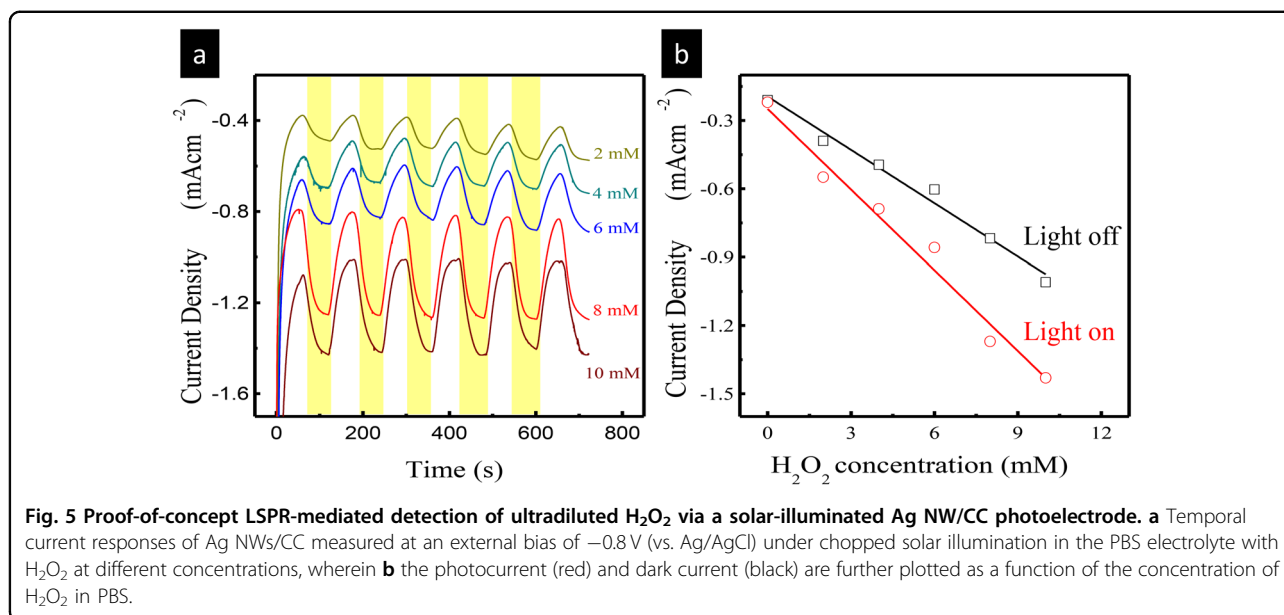 a
Current Density (mAcm⁻²)
-0.4
-0.8
-1.2
-1.6
2 mM
4 mM
6 mM
8 mM
10 mM
0 200 400 600 800
Time (s)
b
Current Density (mAcm⁻²)
-0.3
-0.6
-0.9
-1.2
-1.5
Light off
Light on
0 3 6 9 12
H₂O₂ concentration (mM)
Fig. 5 Proof-of-concept LSPR-mediated detection of ultradiluted H₂O₂ via a solar-illuminated Ag NW/CC photoelectrode. a Temporal
current responses of Ag NWs/CC measured at an external bias of −0.8 V (vs. Ag/AgCl) under chopped solar illumination in the PBS electrolyte with
H₂O₂ at different concentrations, wherein b the photocurrent (red) and dark current (black) are further plotted as a function of the concentration of
H₂O₂ in PBS.